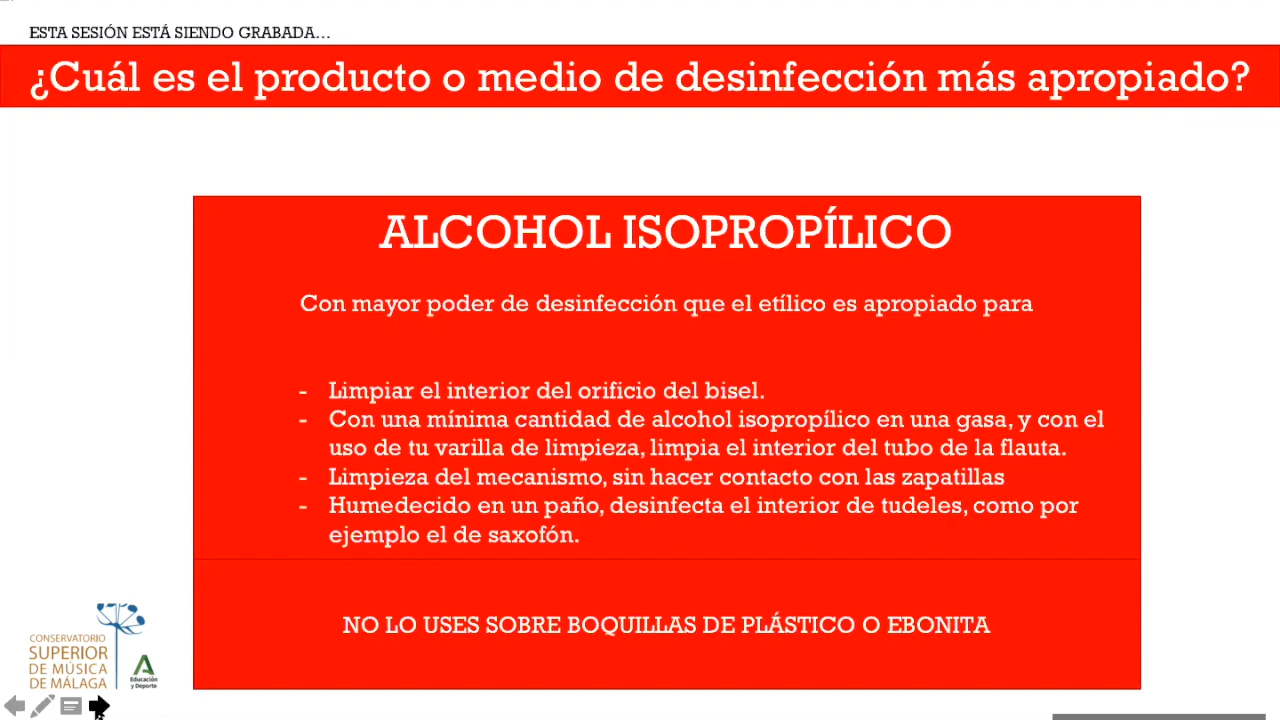 ESTA SESIÓN ESTÁ SIENDO GRABADA...
¿Cuál es el producto o medio de desinfección más apropiado?
ALCOHOL ISOPROPÍLICO
Con mayor poder de desinfección que el etílico es apropiado para
- Limpiar el interior del orificio del bisel.
- Con una mínima cantidad de alcohol isopropílico en una gasa, y con el
uso de tu varilla de limpieza, limpia el interior del tubo de la flauta.
- Limpieza del mecanismo, sin hacer contacto con las zapatillas
- Humedecido en un paño, desinfecta el interior de tudeles, como por
ejemplo el de saxofón.
NO LO USES SOBRE BOQUILLAS DE PLÁSTICO O EBONITA
CONSERVATORIO
SUPERIOR
DE MÚSICA
DE MÁLAGA
Educación
y Deporte